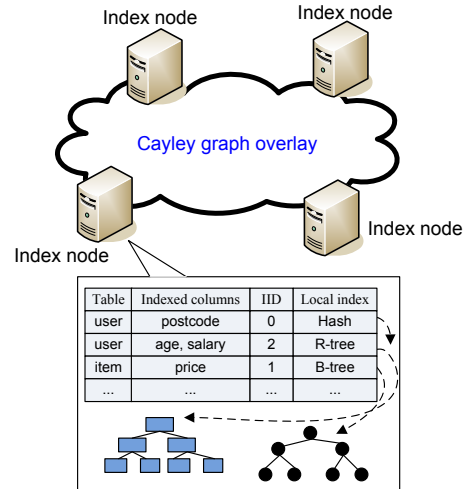 Index node
Index node
Cayley graph overlay
Index node
Index node
Table Indexed columns IID Local index
user postcode 0 Hash
user age, salary 2 R-tree
item price 1 B-tree
... ... ... ...